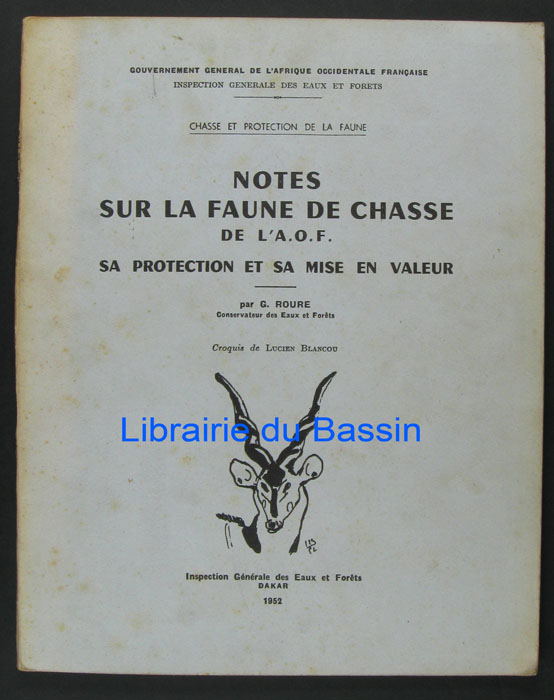 GOUVERNEMENT GENERAL DE L'AFRIQUE OCCIDENTALE FRANÇAISE
INSPECTION GENERALE DES EAUX ET FORETS
CHASSE ET PROTECTION DE LA FAUNE
NOTES
SUR LA FAUNE DE CHASSE
DE L'A.O.F.
SA PROTECTION ET SA MISE EN VALEUR
par G. ROURE
Conservateur des Eaux et Forêts
Croquis de LUCIEN BLANCOU
Librairie du Bassin
Inspection Générale des Eaux et Forêts
DAKAR
1952